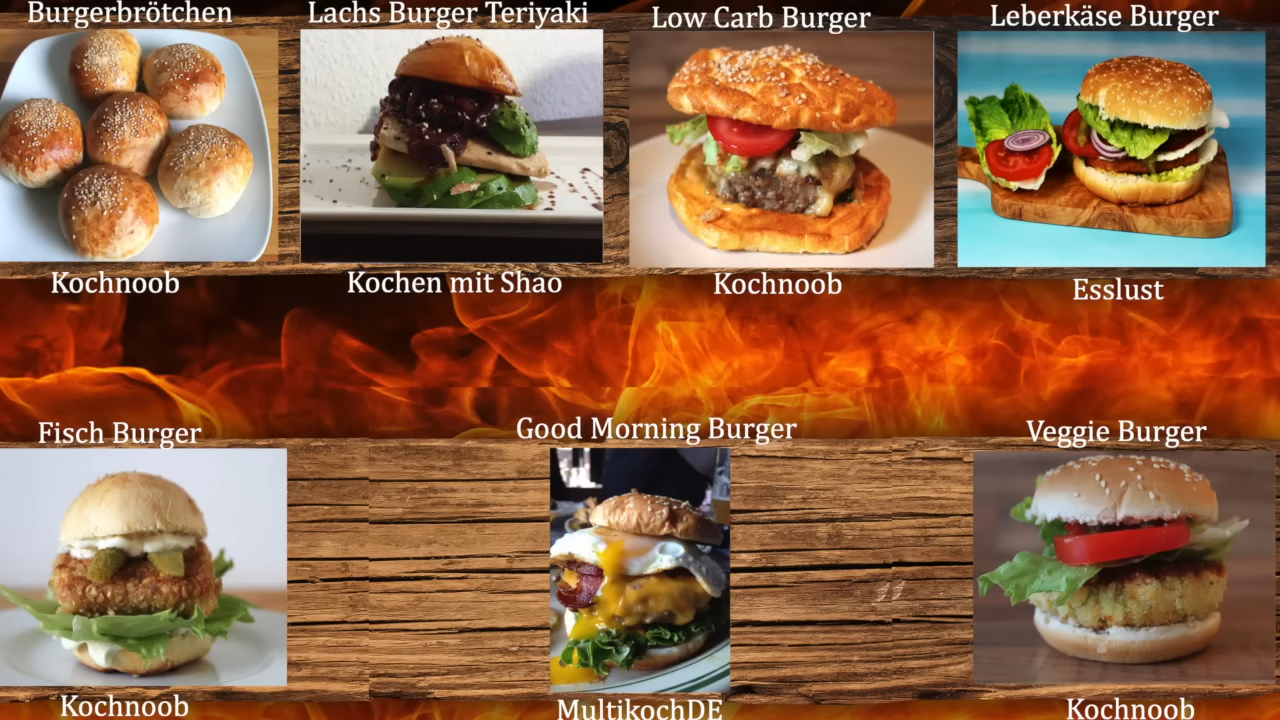 Burgerbrötchen
Lachs Burger Teriyaki
Low Carb Burger
Leberkäse Burger
Kochnoob
Kochen mit Shao
Kochnoob
Esslust
Fisch Burger
Good Morning Burger
Veggie Burger
Kochnoob
MultikochDE
Kochnoob